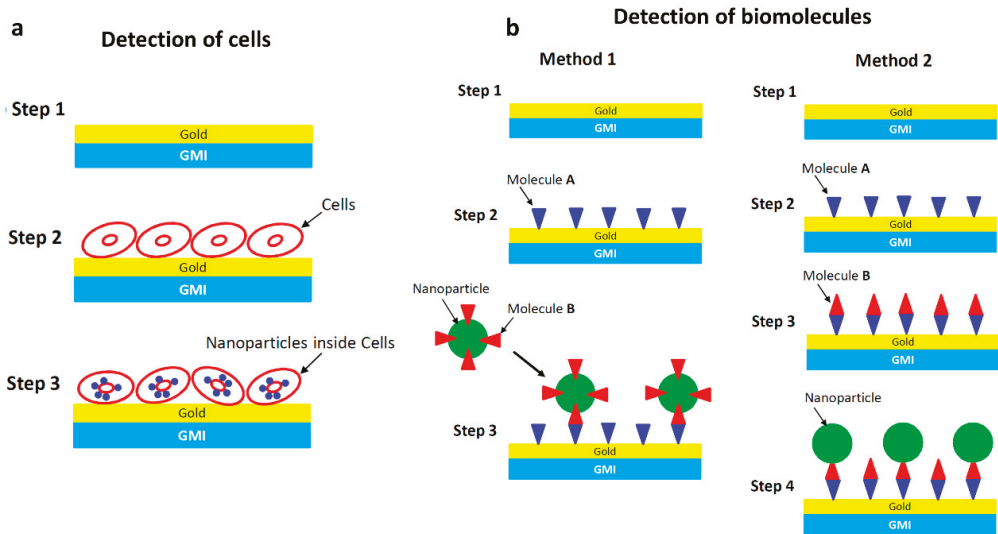 a
Detection of cells
Step 1
Gold
GMI
Cells
Step 2
Gold
GMI
Nanoparticles inside Cells
Step 3
Gold
GMI
b
Detection of biomolecules
Method 1
Step 1
Gold
GMI
Molecule A
Step 2
Gold
GMI
Nanoparticle
Molecule B
Step 3
Gold
GMI
Method 2
Step 1
Gold
GMI
Molecule A
Step 2
Gold
GMI
Molecule B
Step 3
Gold
GMI
Nanoparticle
Step 4
Gold
GMI